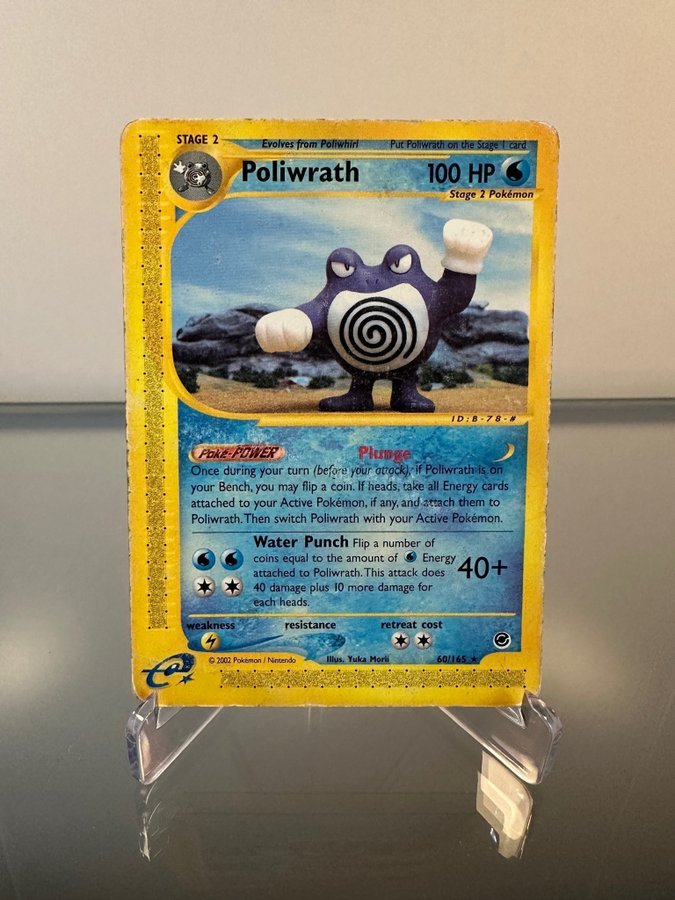 STAGE 2 Evolves from Poliwhirl Put Poliwrath on the Stage 1 card
Poliwrath 100 HP
Stage 2 Pokémon
ID:B-78-#
Poké-POWER Plunge
Once during your turn (before your attack), if Poliwrath is on
your Bench, you may flip a coin. If heads, take all Energy cards
attached to your Active Pokémon, if any, and attach them to
Poliwrath. Then switch Poliwrath with your Active Pokémon.
Water Punch Flip a number of
coins equal to the amount of Energy
attached to Poliwrath. This attack does
40 damage plus 10 more damage for
each heads.
40+
weakness resistance retreat cost
© 2002 Pokémon / Nintendo Illus. Yuka Morii 60/165 ★
e